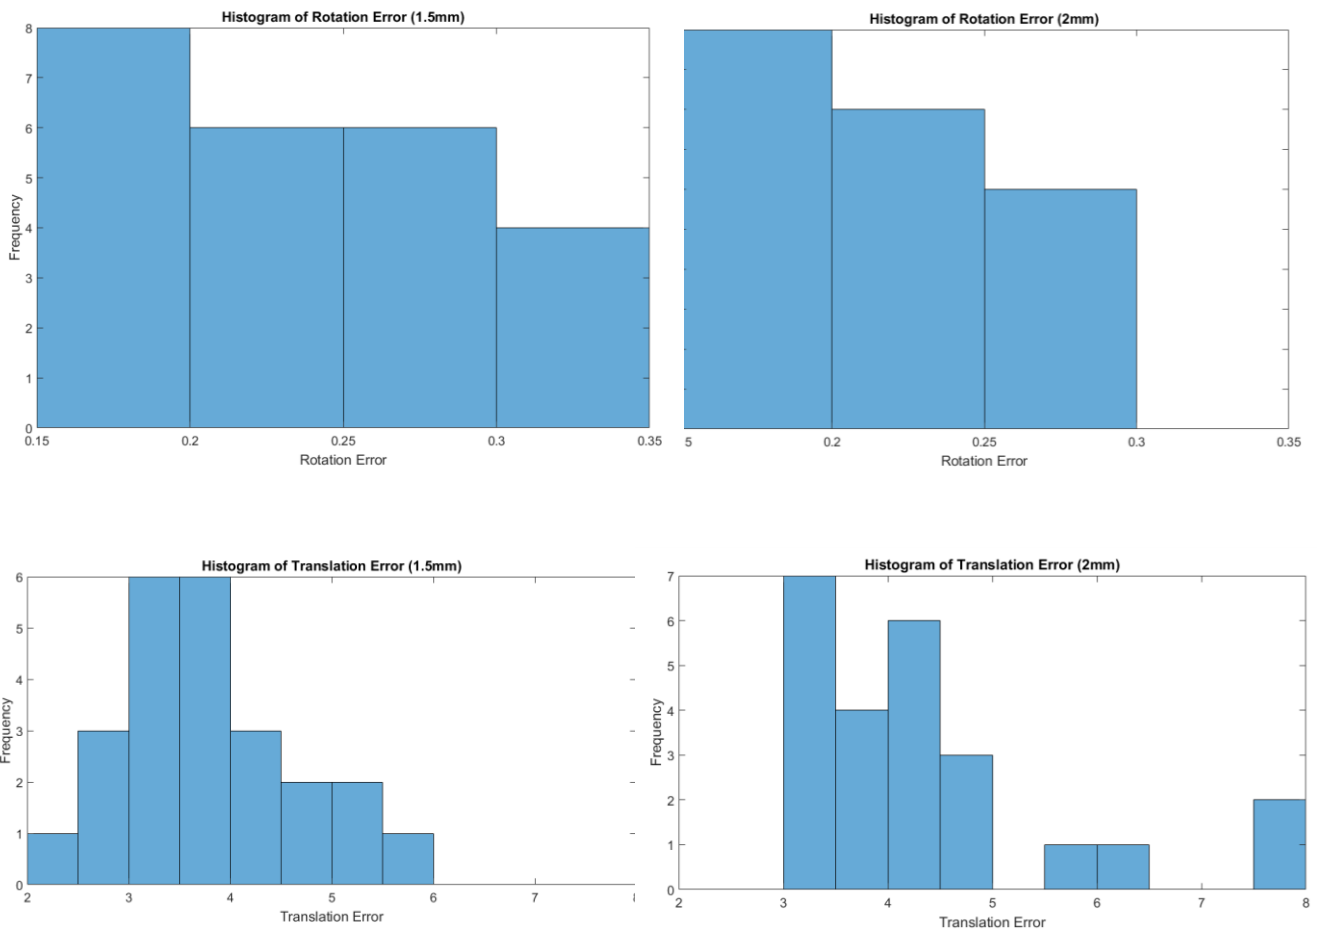 Histogram of Rotation Error (1.5mm)
8
7
6
5
4
3
2
1
0
Frequency
0.15 0.2 0.25 0.3 0.35
Rotation Error
Histogram of Rotation Error (2mm)
5 0.2 0.25 0.3 0.35
Rotation Error
Histogram of Translation Error (1.5mm)
6
5
4
3
2
1
0
Frequency
2 3 4 5 6 7
Translation Error
Histogram of Translation Error (2mm)
7
6
5
4
3
2
1
0
Frequency
2 3 4 5 6 7 8
Translation Error